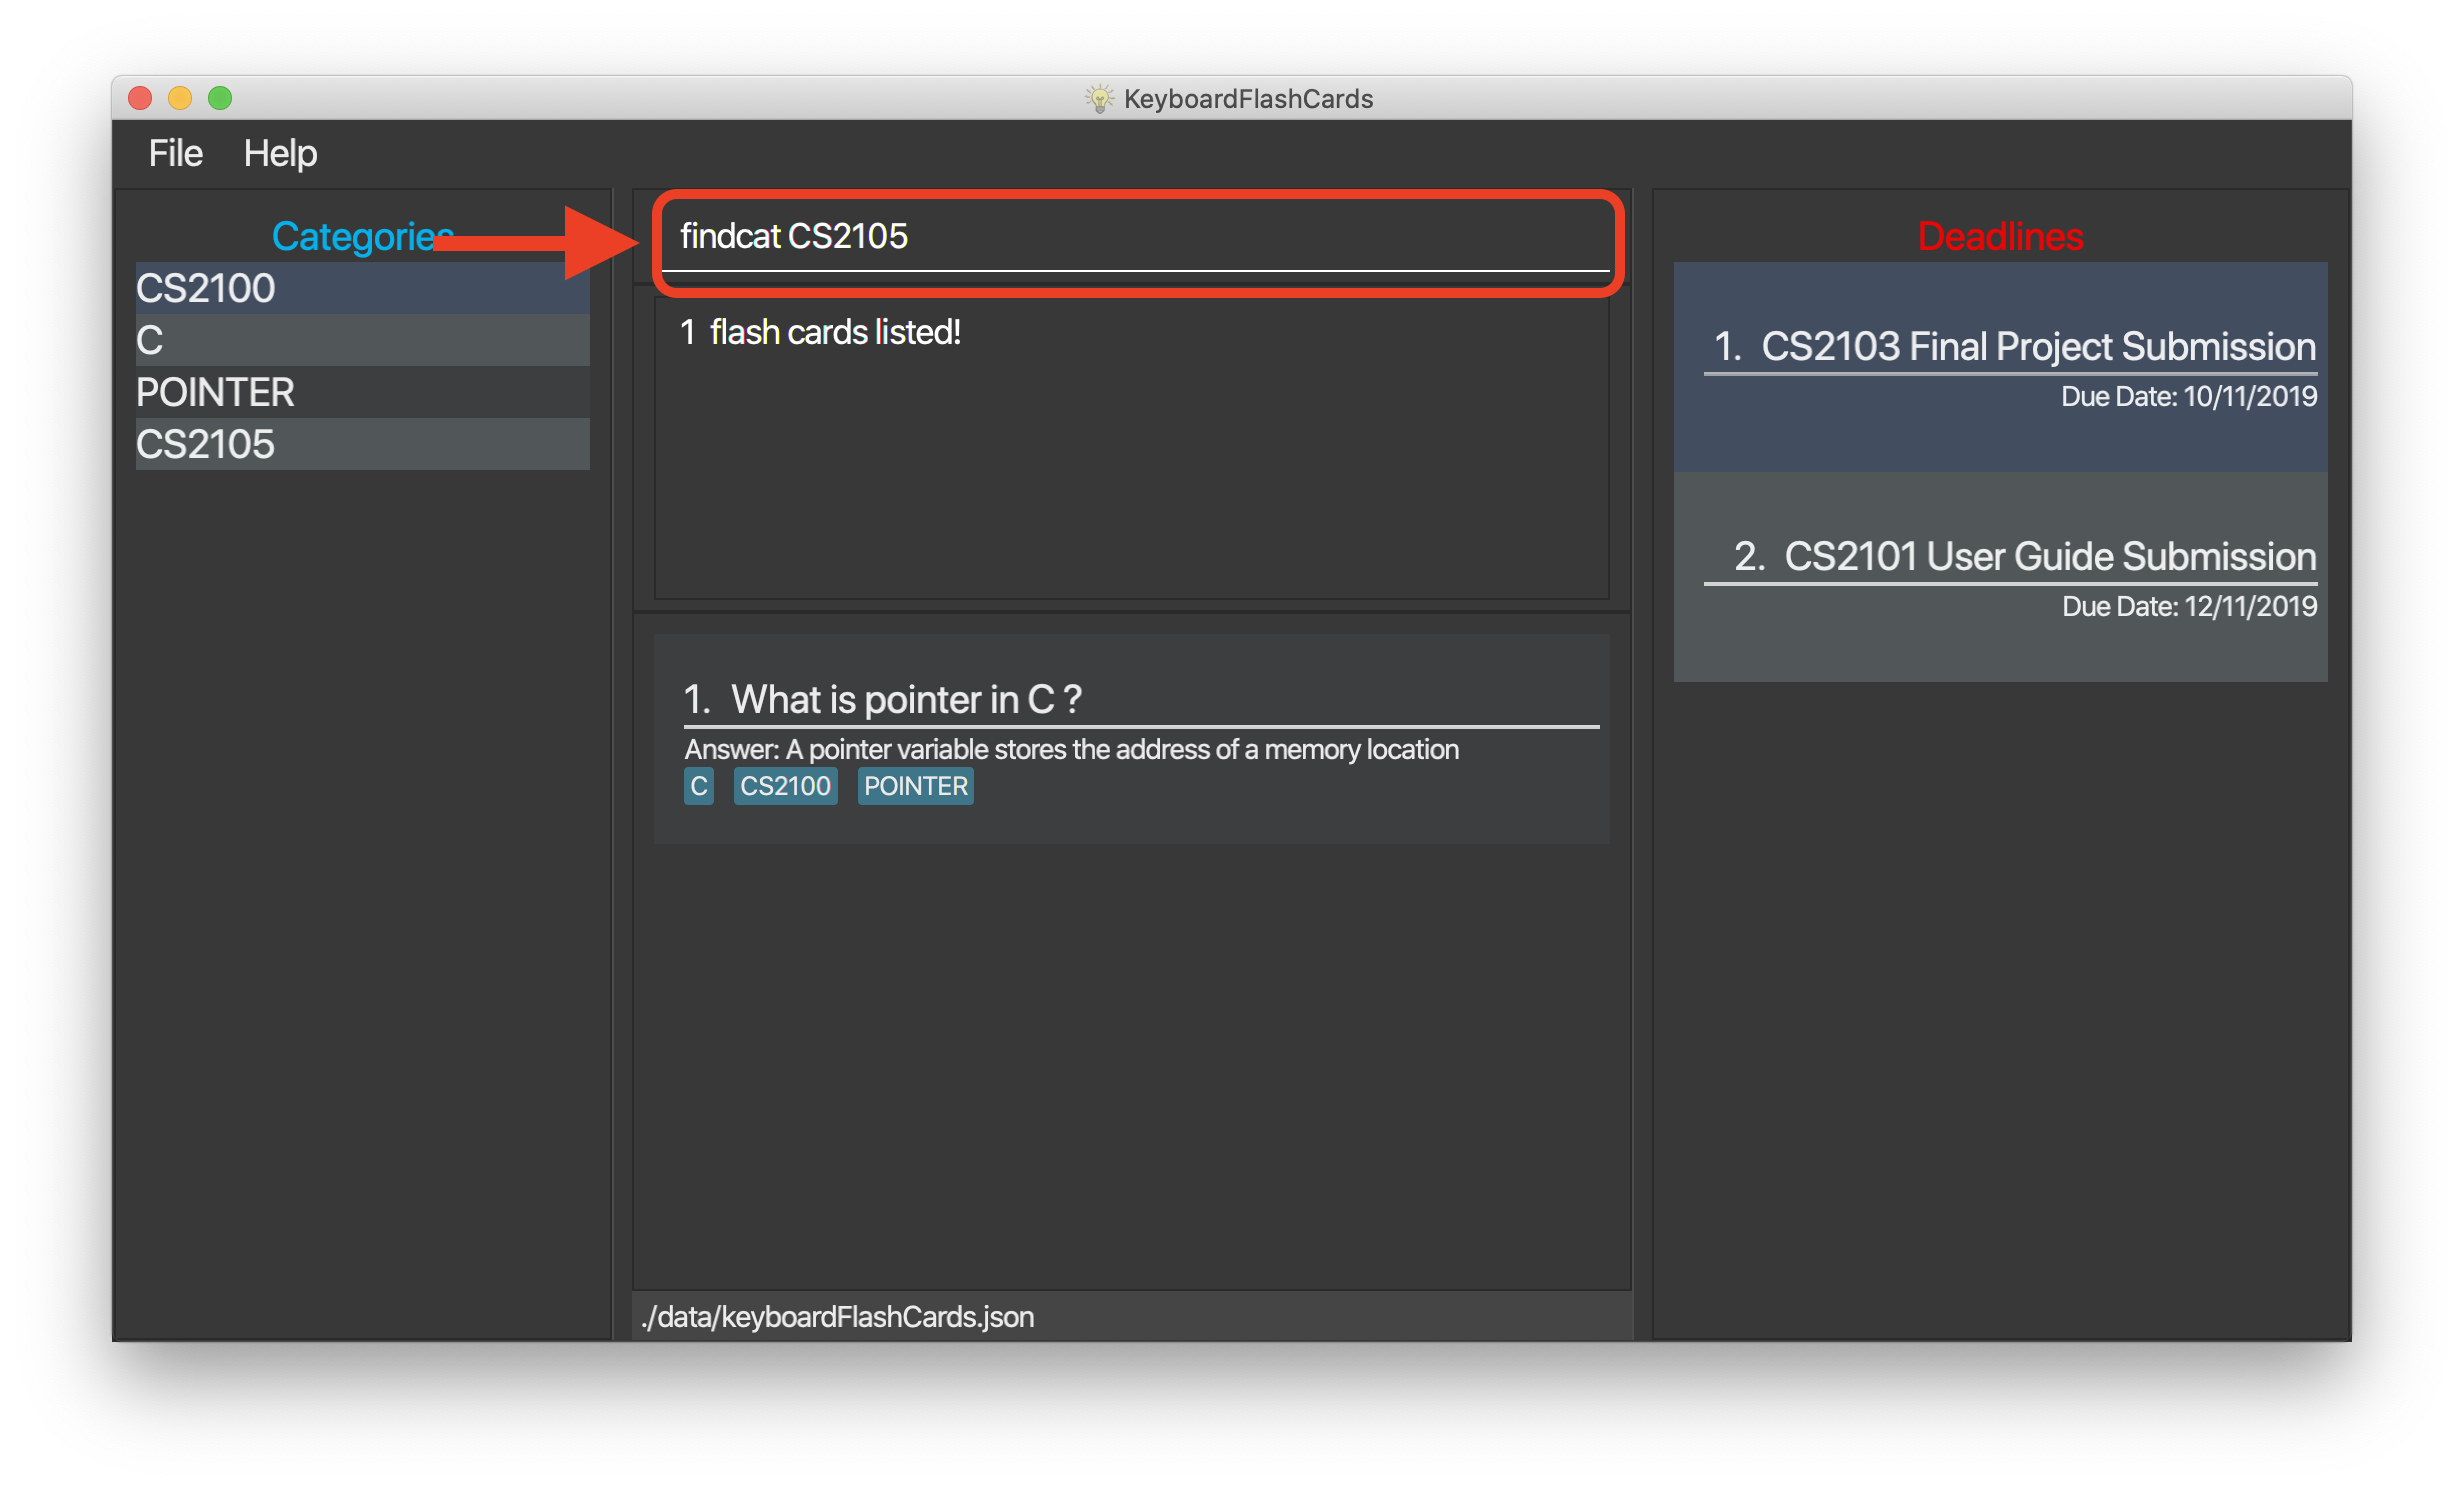 KeyboardFlashCards
File Help
Categories
CS2100
C
POINTER
CS2105
findcat CS2105
1 flash cards listed!
1. What is pointer in C ?
Answer: A pointer variable stores the address of a memory location
C CS2100 POINTER
./data/keyboardFlashCards.json
Deadlines
1. CS2103 Final Project Submission
Due Date: 10/11/2019
2. CS2101 User Guide Submission
Due Date: 12/11/2019